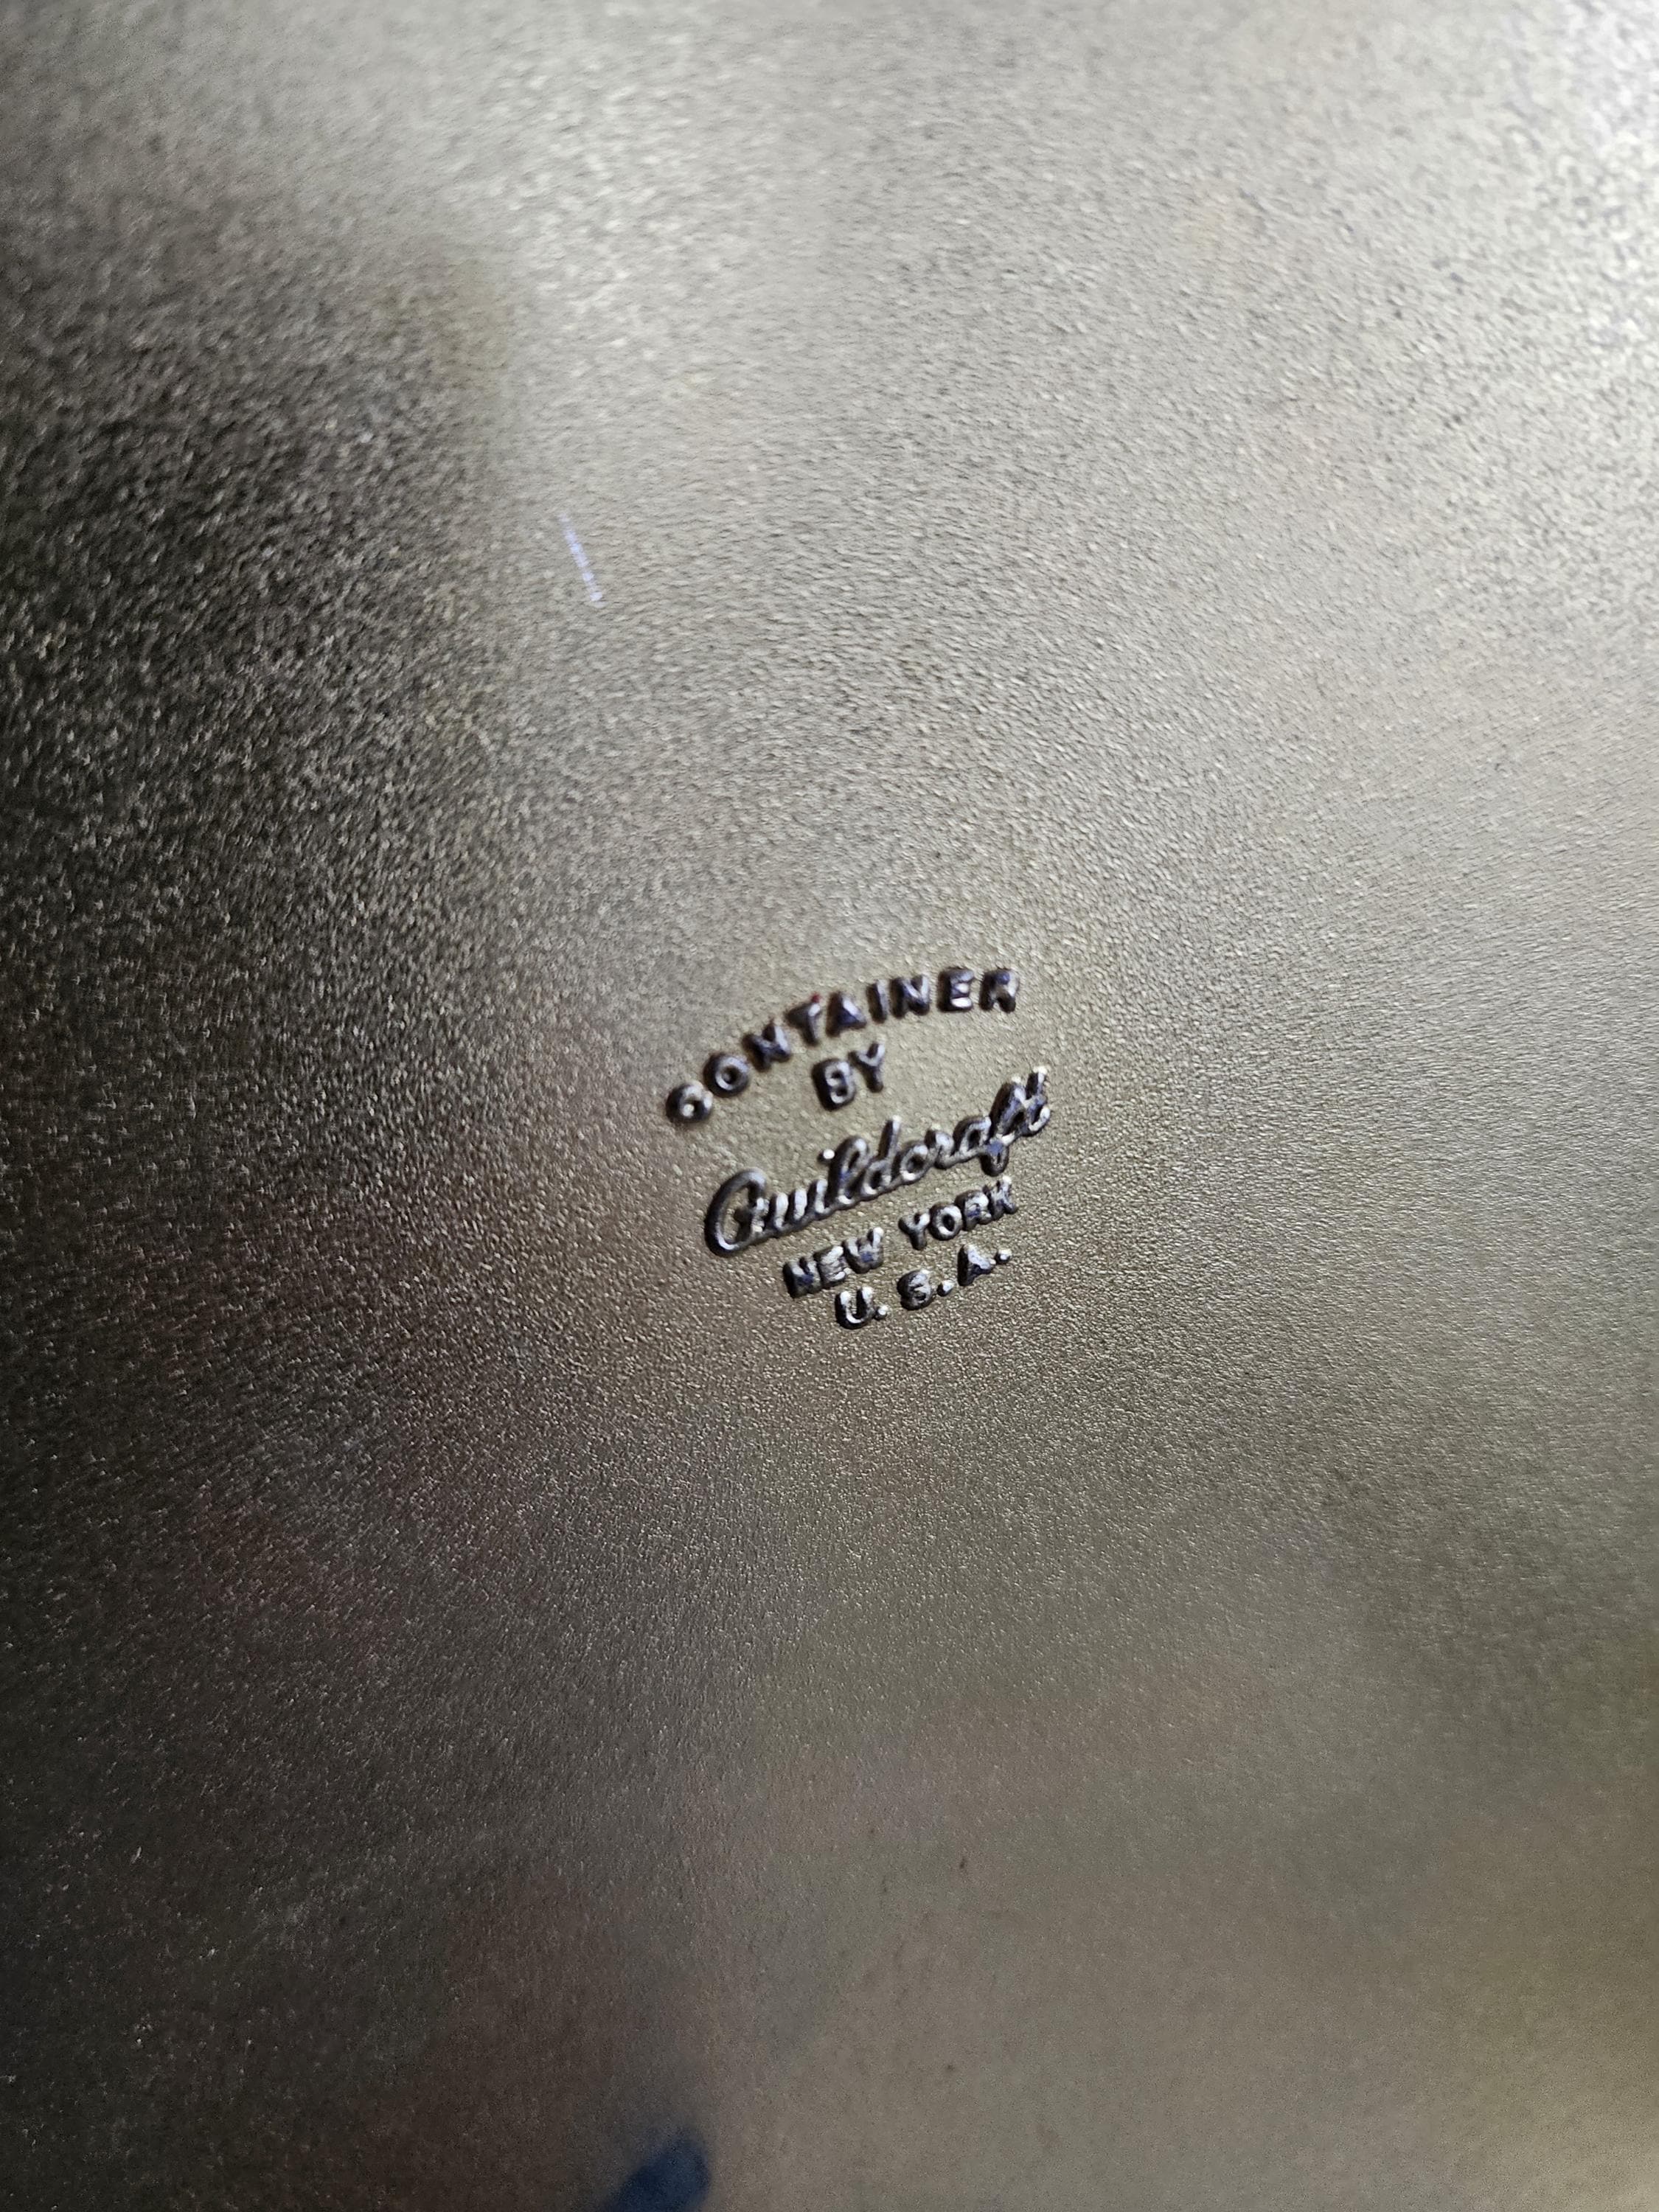 CONTAINER
BY
Guildcraft
NEW YORK
U.S.A.